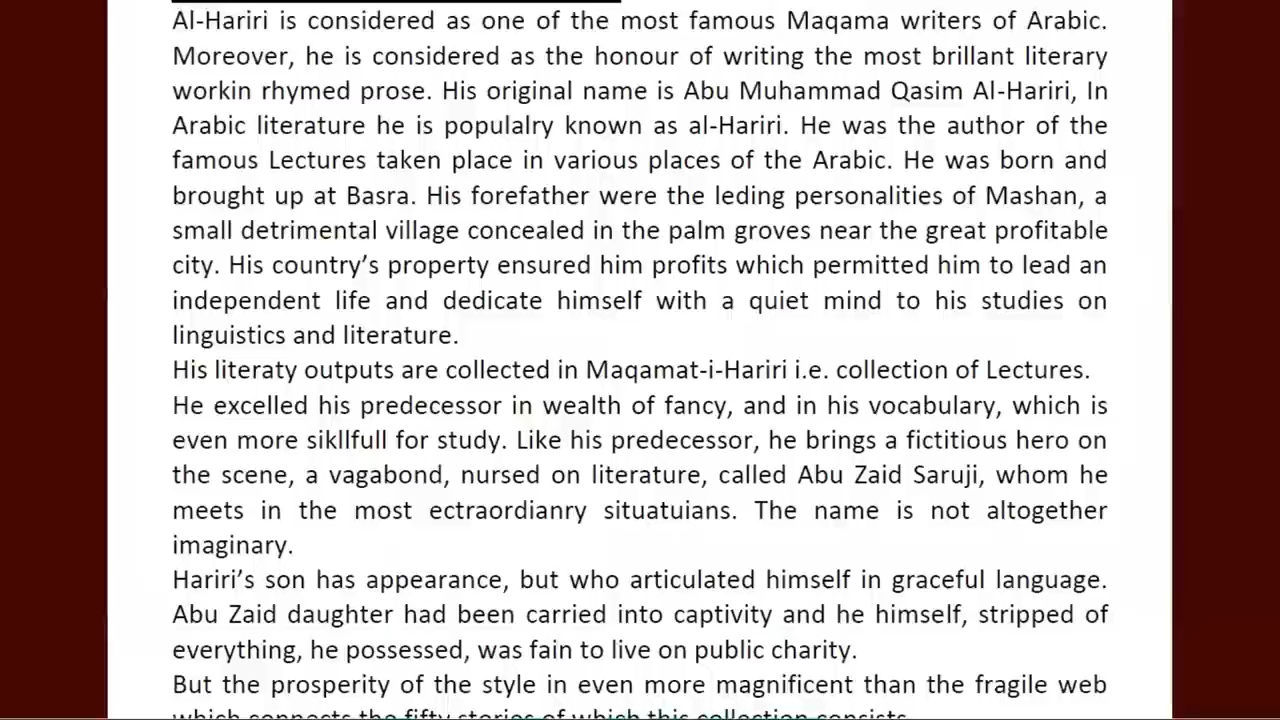 Al-Hariri is considered as one of the most famous Maqama writers of Arabic.
Moreover, he is considered as the honour of writing the most brillant literary
workin rhymed prose. His original name is Abu Muhammad Qasim Al-Hariri, In
Arabic literature he is populalry known as al-Hariri. He was the author of the
famous Lectures taken place in various places of the Arabic. He was born and
brought up at Basra. His forefather were the leding personalities of Mashan, a
small detrimental village concealed in the palm groves near the great profitable
city. His country's property ensured him profits which permitted him to lead an
independent life and dedicate himself with a quiet mind to his studies on
linguistics and literature.
His literaty outputs are collected in Maqamat-i-Hariri i.e. collection of Lectures.
He excelled his predecessor in wealth of fancy, and in his vocabulary, which is
even more sikllfull for study. Like his predecessor, he brings a fictitious hero on
the scene, a vagabond, nursed on literature, called Abu Zaid Saruji, whom he
meets in the most ectraordianry situatuians. The name is not altogether
imaginary.
Hariri's son has appearance, but who articulated himself in graceful language.
Abu Zaid daughter had been carried into captivity and he himself, stripped of
everything, he possessed, was fain to live on public charity.
But the prosperity of the style in even more magnificent than the fragile web
which connects the fifty stories of which this collection consists.